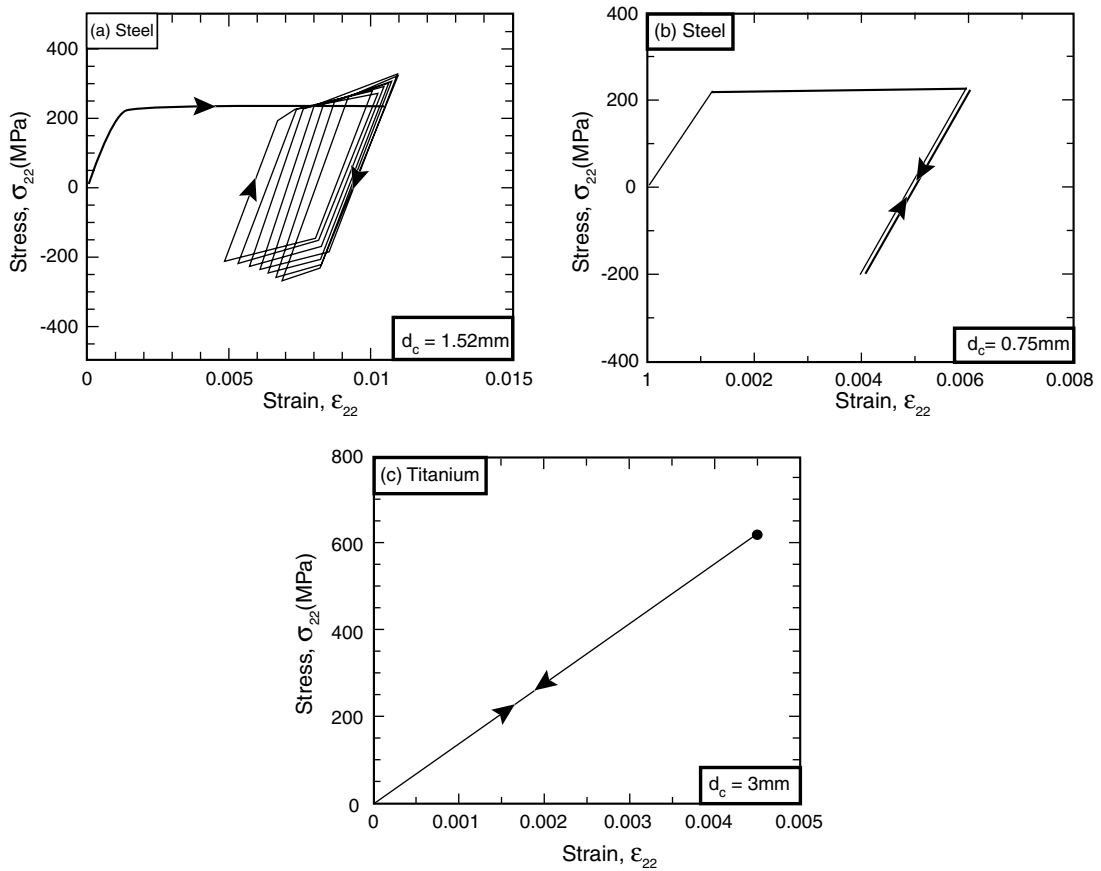 (a) Steel
400
200
0
-200
-400
Stress, σ22(MPa)
dc = 1.52mm
0
0.005
0.01
0.015
Strain, ε22
(b) Steel
400
200
0
-200
-400
Stress, σ22(MPa)
dc= 0.75mm
1
0.002
0.004
0.006
0.008
Strain, ε22
(c) Titanium
800
600
400
200
0
Stress, σ22(MPa)
dc = 3mm
0
0.001
0.002
0.003
0.004
0.005
Strain, ε22